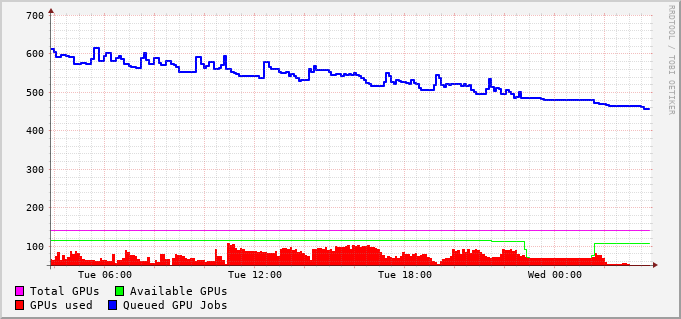 700
600
500
400
300
200
100
Tue 06:00 Tue 12:00 Tue 18:00 Wed 00:00
Total GPUs Available GPUs
GPUs used Queued GPU Jobs
RRDTOOL / TOBI OETIKER